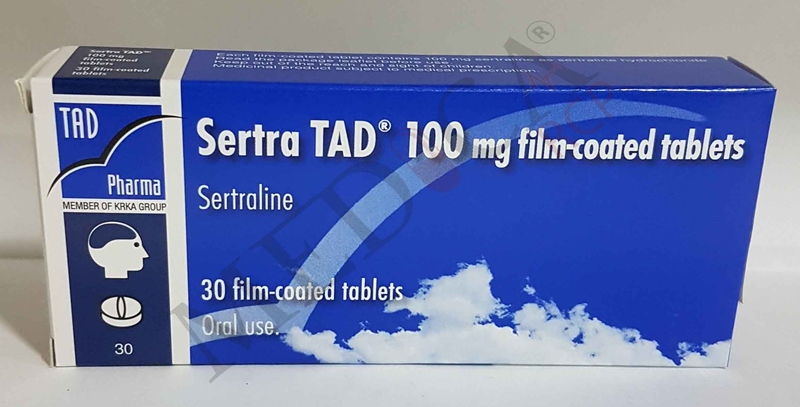 Sertra TAD®
100 mg
film-coated
tablets
30 film-coated
tablets
Each film-coated tablet contains 100 mg sertraline as sertraline hydrochloride
Read the package leaflet before use.
Keep out of the reach and sight of children.
Medicinal product subject to medical prescription.
TAD
Pharma
MEMBER OF KRKA GROUP
30
Sertra TAD® 100 mg film-coated tablets
Sertraline
30 film-coated tablets
Oral use.
MEDICSA®